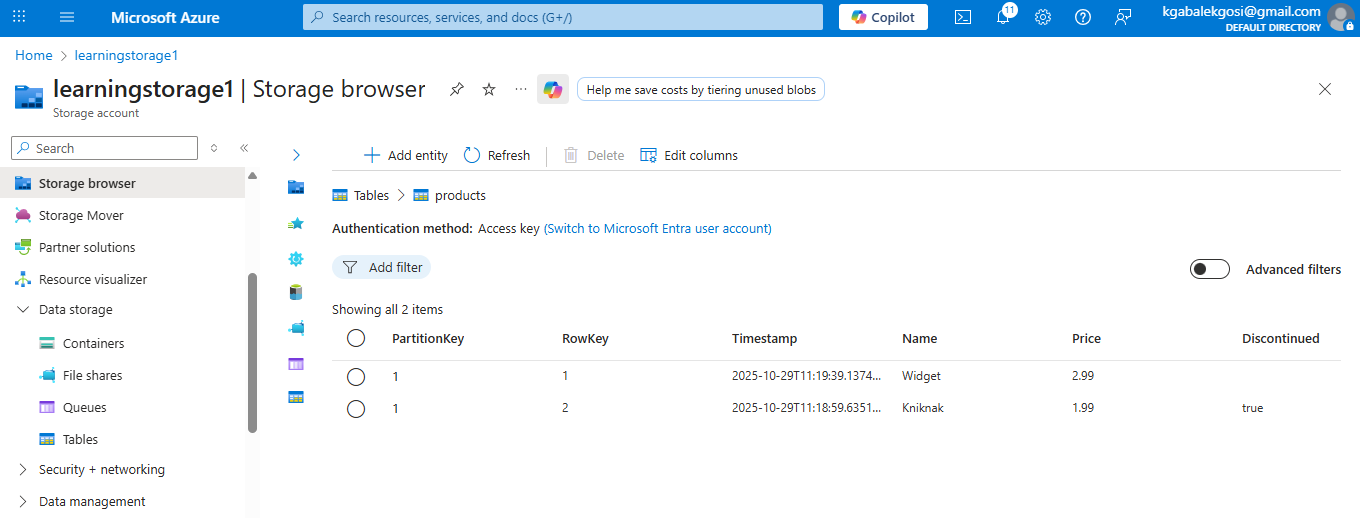 Microsoft Azure
Search resources, services, and docs (G+/)
Copilot
11
kgabalekgosi@gmail.com
DEFAULT DIRECTORY
Home > learningstorage1
learningstorage1 | Storage browser
Storage account
Help me save costs by tiering unused blobs
Search
Storage browser
Storage Mover
Partner solutions
Resource visualizer
Data storage
Containers
File shares
Queues
Tables
Security + networking
Data management
Add entity
Refresh
Delete
Edit columns
Tables > products
Authentication method: Access key (Switch to Microsoft Entra user account)
Add filter
Advanced filters
Showing all 2 items
PartitionKey RowKey Timestamp Name Price Discontinued
1 1 2025-10-29T11:19:39.1374... Widget 2.99
1 2 2025-10-29T11:18:59.6351... Kniknak 1.99 true